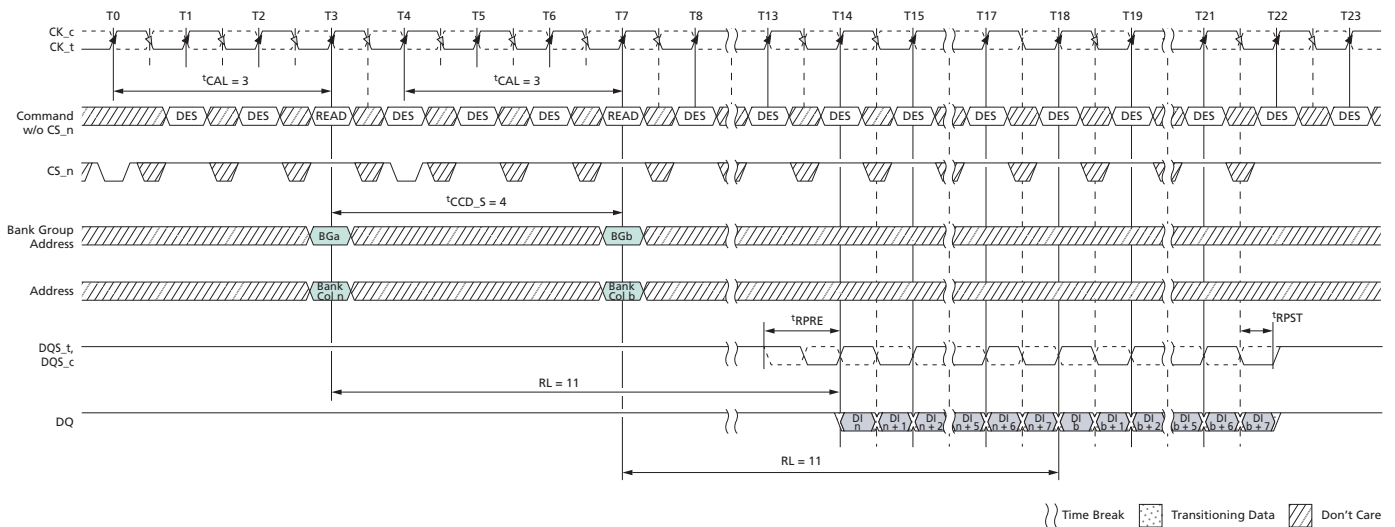 T0 T1 T2 T3 T4 T5 T6 T7 T8 T13 T14 T15 T17 T18 T19 T21 T22 T23
CK_c
CK_t
tCAL = 3 tCAL = 3
Command
w/o CS_n
DES DES READ DES DES DES READ DES DES DES DES DES DES DES DES DES DES
CS_n
tCCD_S = 4
Bank Group
Address
BGa BGb
Address
Bank
Col n
Bank
Col b
tRPRE tRPST
DQS_t,
DQS_c
RL = 11
DQ
DI
n
DI
n + 1
DI
n + 2
DI
n + 5
DI
n + 6
DI
n + 7
DI
b
DI
b + 1
DI
b + 2
DI
b + 5
DI
b + 6
DI
b + 7
RL = 11
Time Break Transitioning Data Don't Care